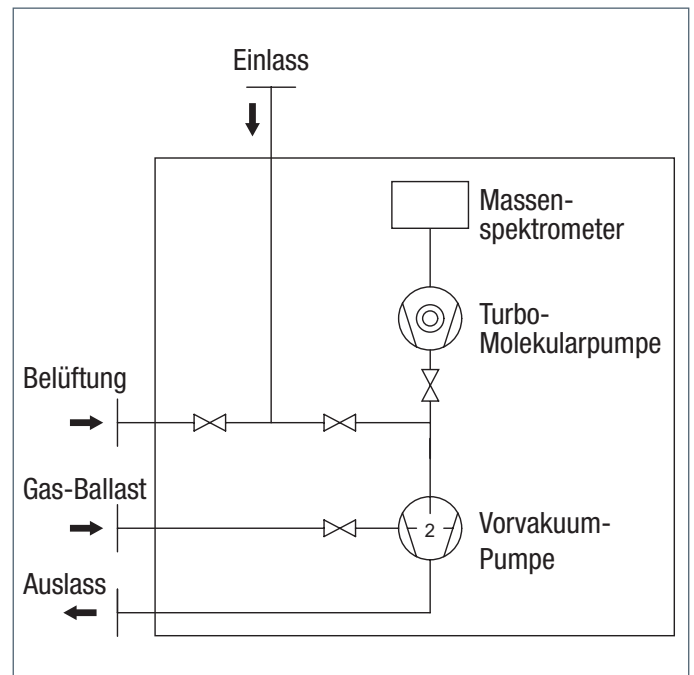 Einlass
Massen-
spektrometer
Turbo-
Molekularpumpe
Belüftung
Gas-Ballast
2
Vorvakuum-
Pumpe
Auslass